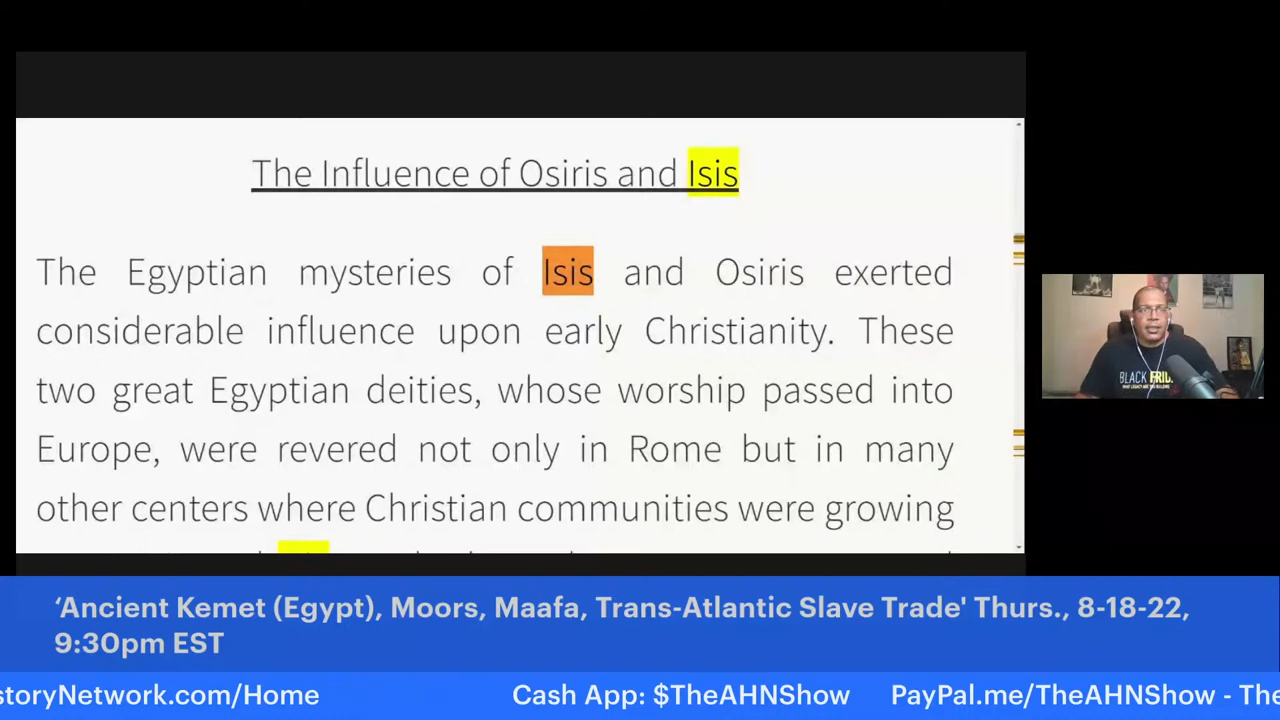 The Influence of Osiris and Isis
The Egyptian mysteries of Isis and Osiris exerted
considerable influence upon early Christianity. These
two great Egyptian deities, whose worship passed into
Europe, were revered not only in Rome but in many
other centers where Christian communities were growing
BLACK
‘Ancient Kemet (Egypt), Moors, Maafa, Trans-Atlantic Slave Trade' Thurs., 8-18-22,
9:30pm EST
storyNetwork.com/Home Cash App: $TheAHNShow PayPal.me/TheAHNShow - The